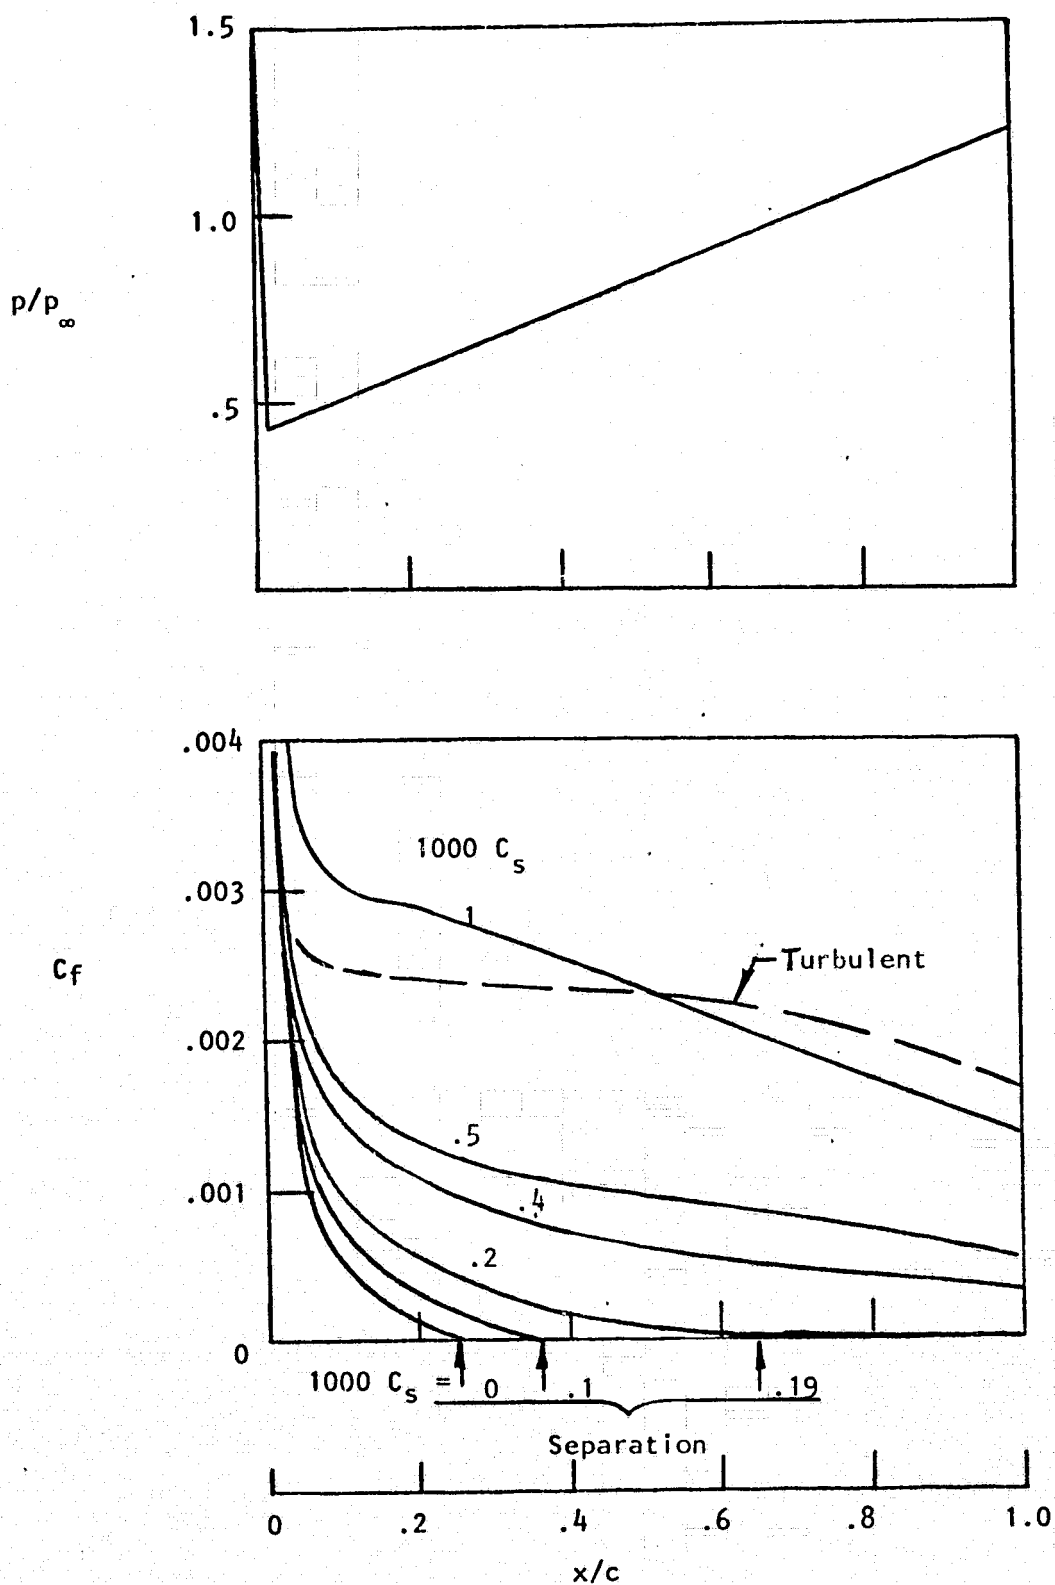 1.5
1.0
p/p∞
.5
.004
1000 Cs
.003
1
Cf
Turbulent
.002
.5
.001
.4
.2
0
1000 Cs = 0 .1 .19
Separation
0 .2 .4 .6 .8 1.0
x/c